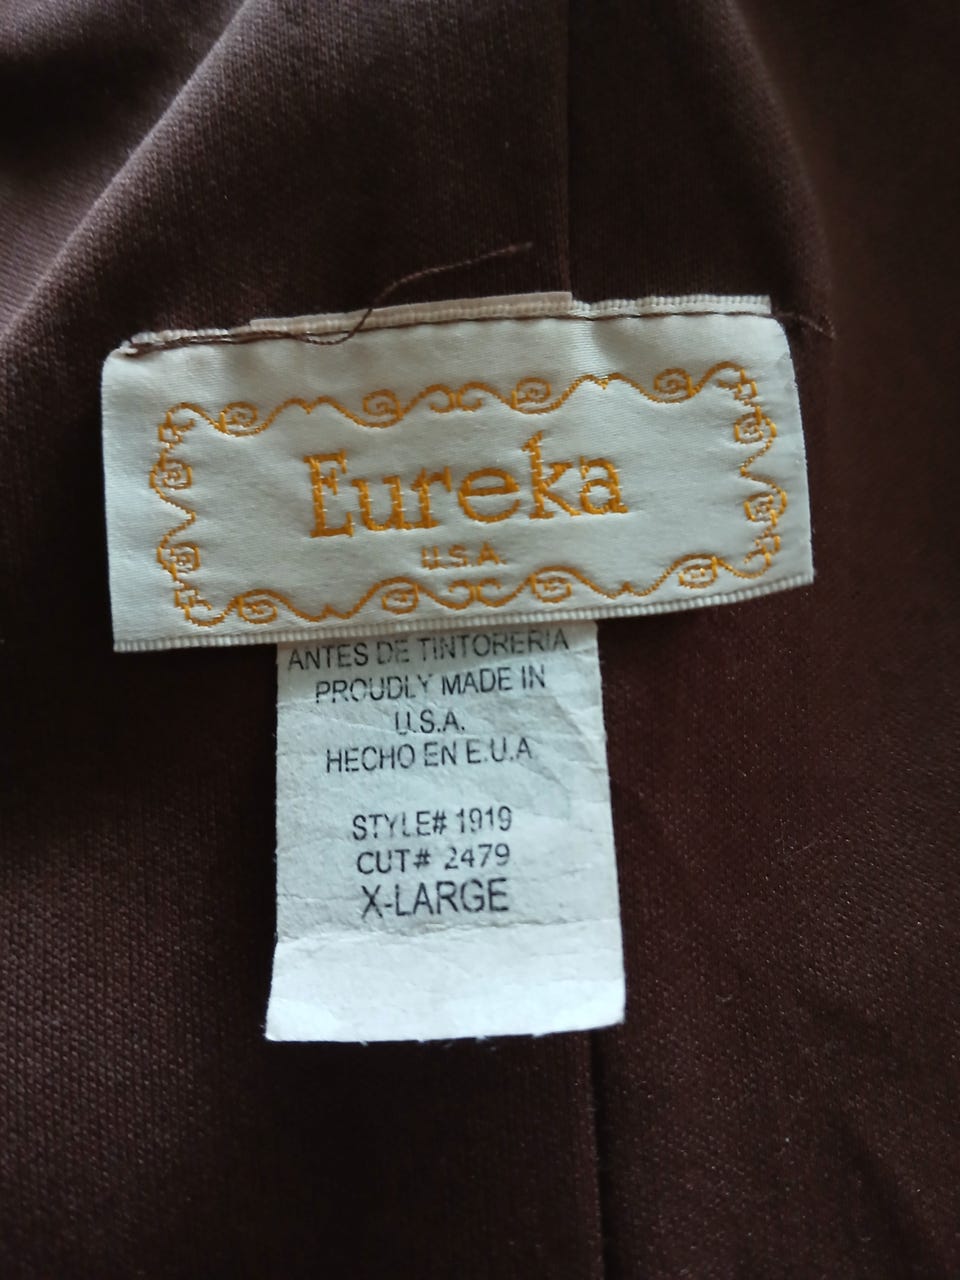 Eureka
U.S.A.
ANTES DE TINTORERIA
PROUDLY MADE IN
U.S.A.
HECHO EN E.U.A
STYLE# 1919
CUT# 2479
X-LARGE